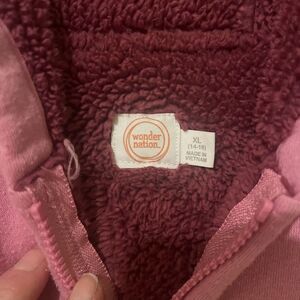 wonder
nation.
XL
(14-16)
MADE IN
VIETNAM